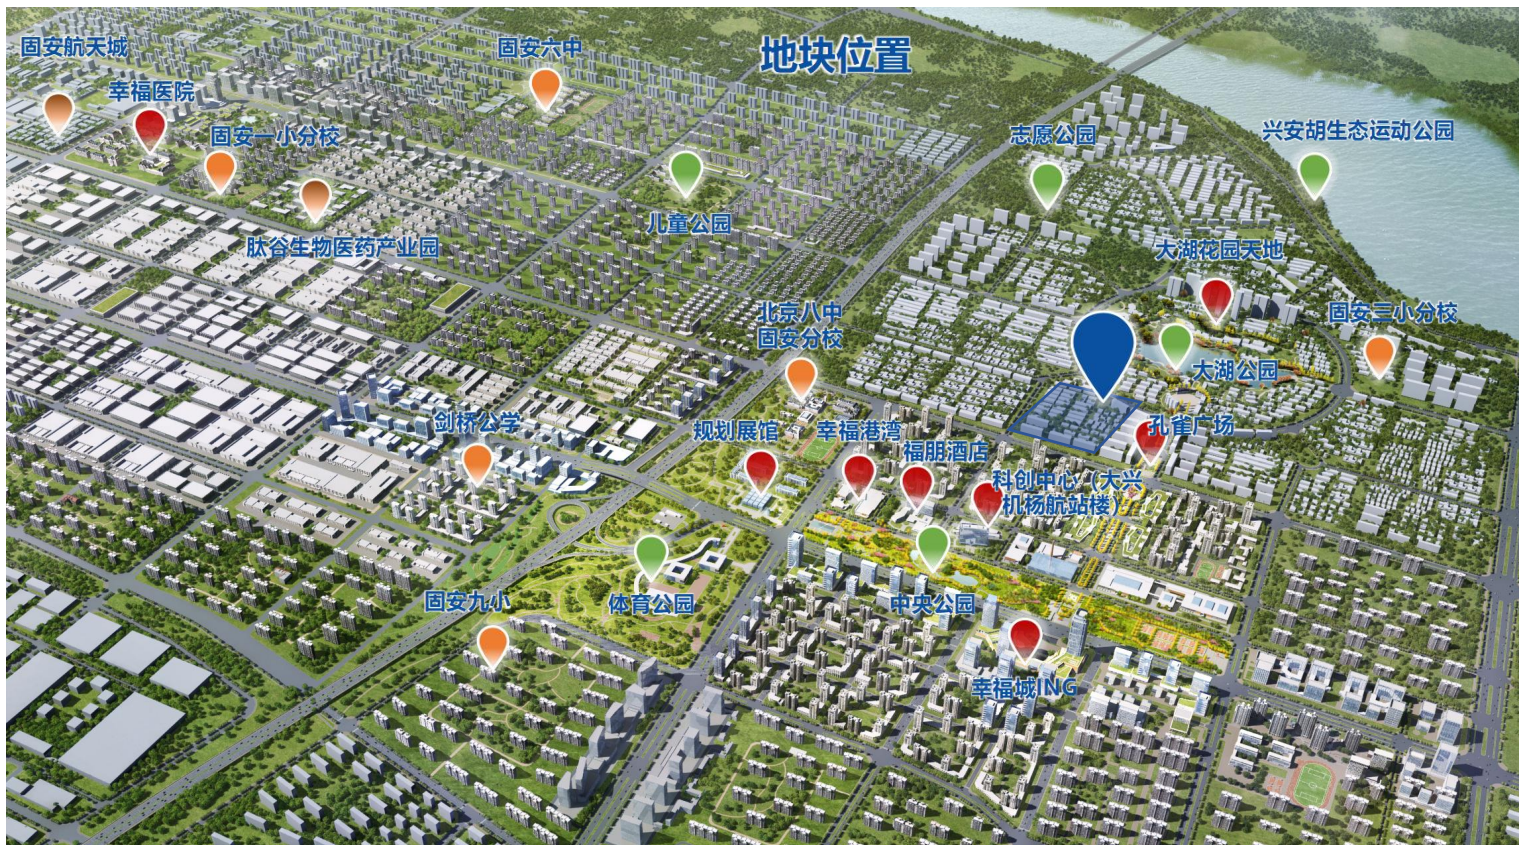 地块位置
固安航天城
固安六中
幸福医院
固安一小分校
志愿公园
兴安胡生态运动公园
儿童公园
肽谷生物医药产业园
大湖花园天地
北京八中
固安分校
固安三小分校
大湖公园
剑桥公学
规划展馆
幸福港湾
孔雀广场
福朋酒店
科创中心（大兴
机杨航站楼）
固安九小
体育公园
中央公园
幸福城ING